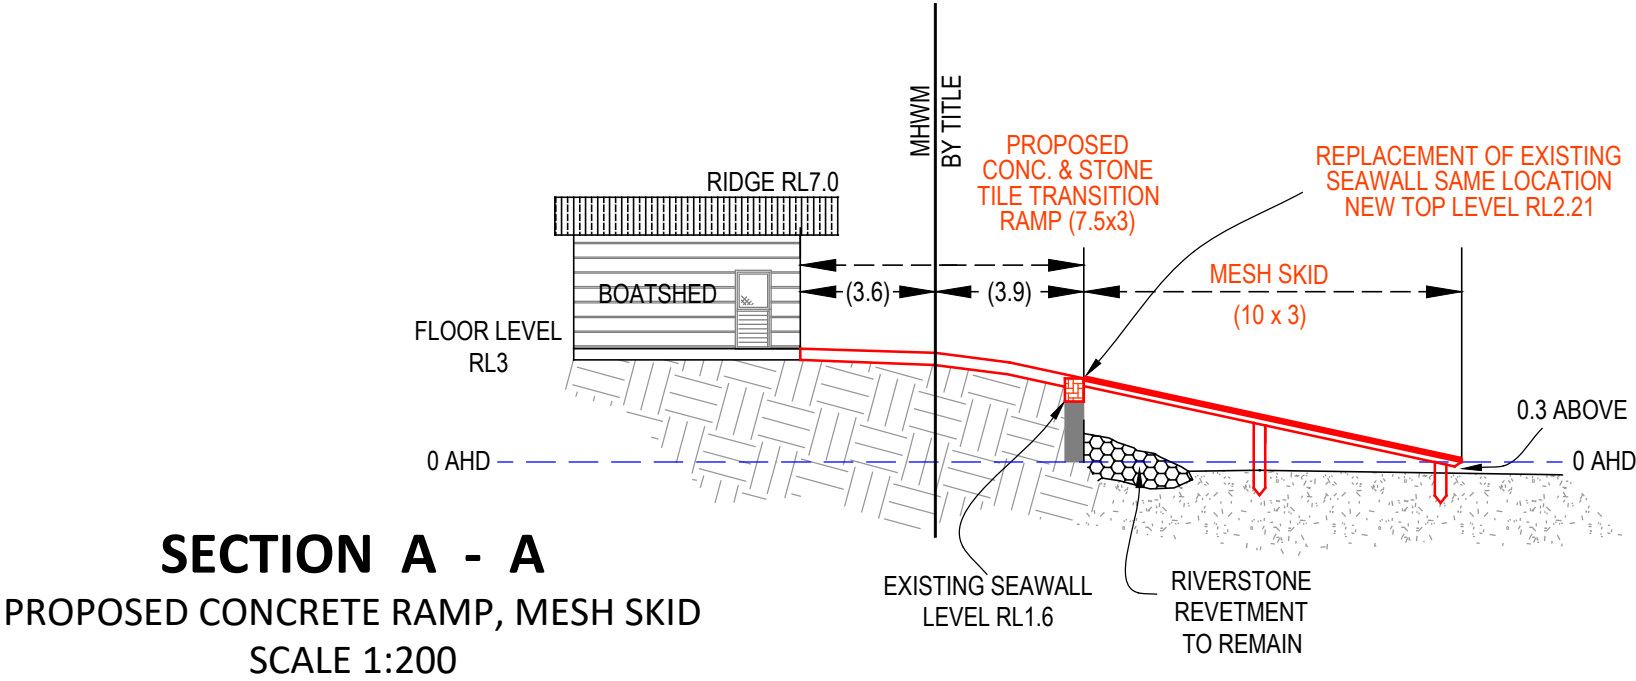 MHWM
BY TITLE
PROPOSED
CONC. & STONE
TILE TRANSITION
RAMP (7.5x3)
REPLACEMENT OF EXISTING
SEAWALL SAME LOCATION
NEW TOP LEVEL RL2.21
RIDGE RL7.0
MESH SKID
(10 x 3)
BOATSHED
(3.6)
(3.9)
FLOOR LEVEL
RL3
0.3 ABOVE
0 AHD
0 AHD
SECTION A - A
PROPOSED CONCRETE RAMP, MESH SKID
SCALE 1:200
EXISTING SEAWALL
LEVEL RL1.6
RIVERSTONE
REVETMENT
TO REMAIN